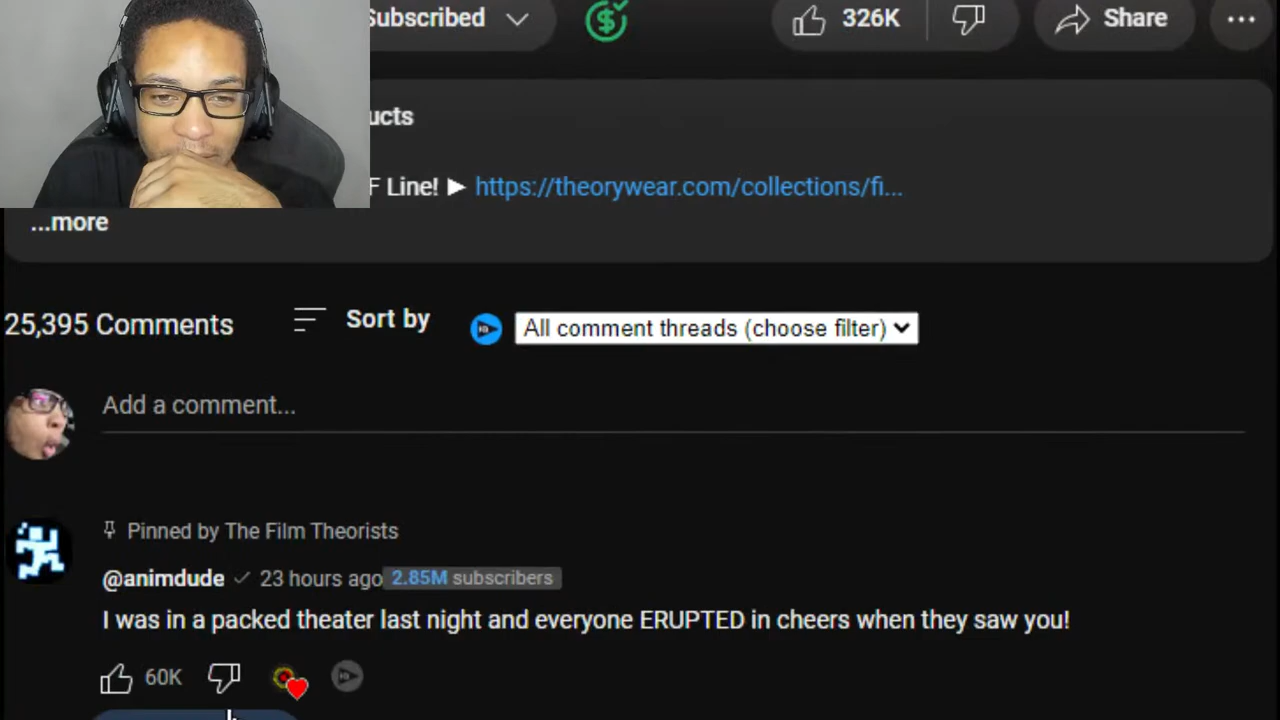 Subscribed
326K
Share
ucts
F Line! ▶ https://theorywear.com/collections/fi...
...more
25,395 Comments
Sort by
All comment threads (choose filter)
Add a comment...
Pinned by The Film Theorists
@animdude 23 hours ago 2.85M subscribers
I was in a packed theater last night and everyone ERUPTED in cheers when they saw you!
60K